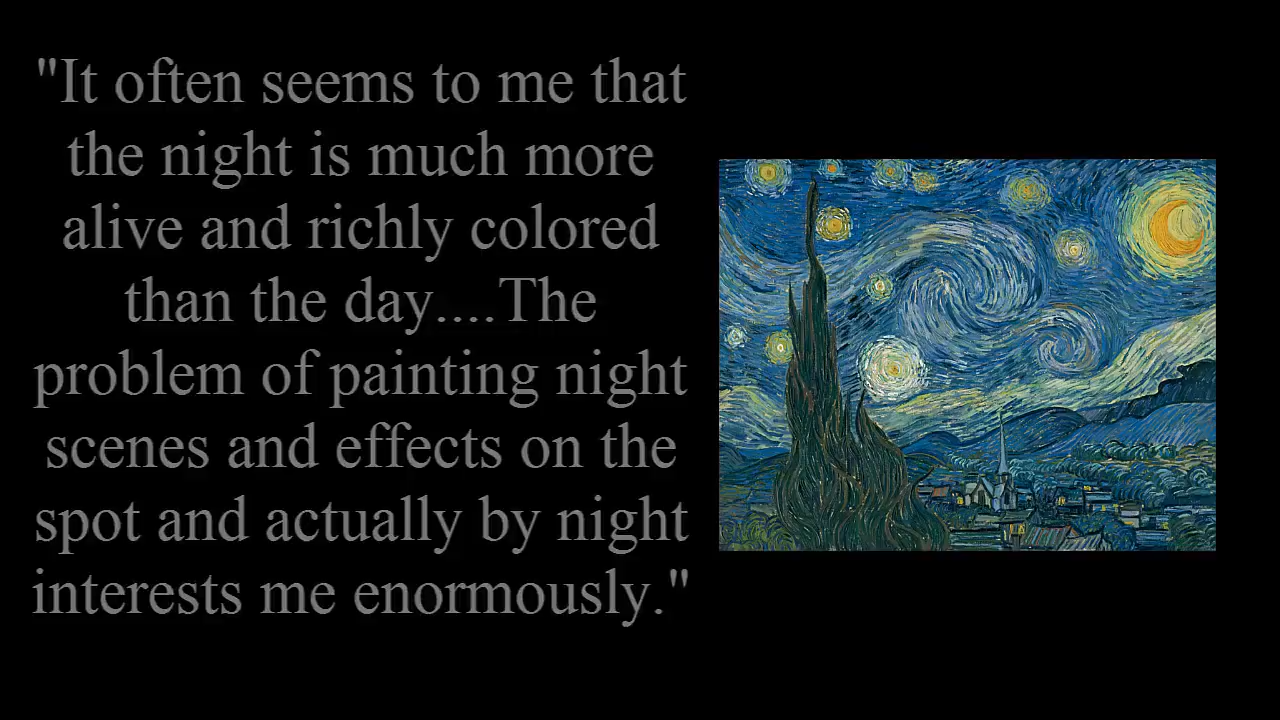 "It often seems to me that
the night is much more
alive and richly colored
than the day....The
problem of painting night
scenes and effects on the
spot and actually by night
interests me enormously."